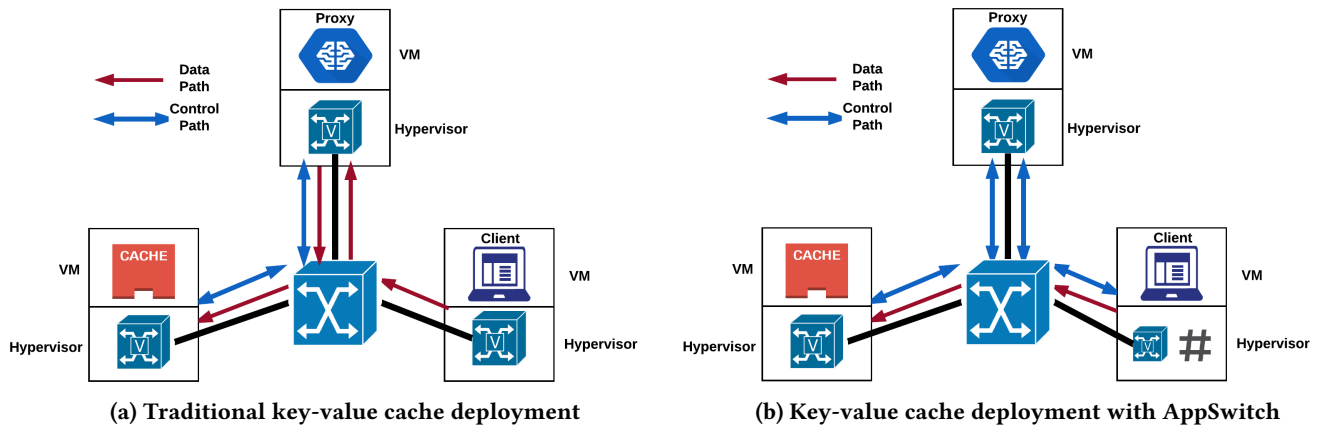 Proxy
VM
Data
Path
Control
Path
V
Hypervisor
CACHE
VM
V
Hypervisor
Client
VM
V
Hypervisor
(a) Traditional key-value cache deployment
Proxy
VM
Data
Path
Control
Path
V
Hypervisor
CACHE
VM
V
Hypervisor
Client
VM
V
#
Hypervisor
(b) Key-value cache deployment with AppSwitch